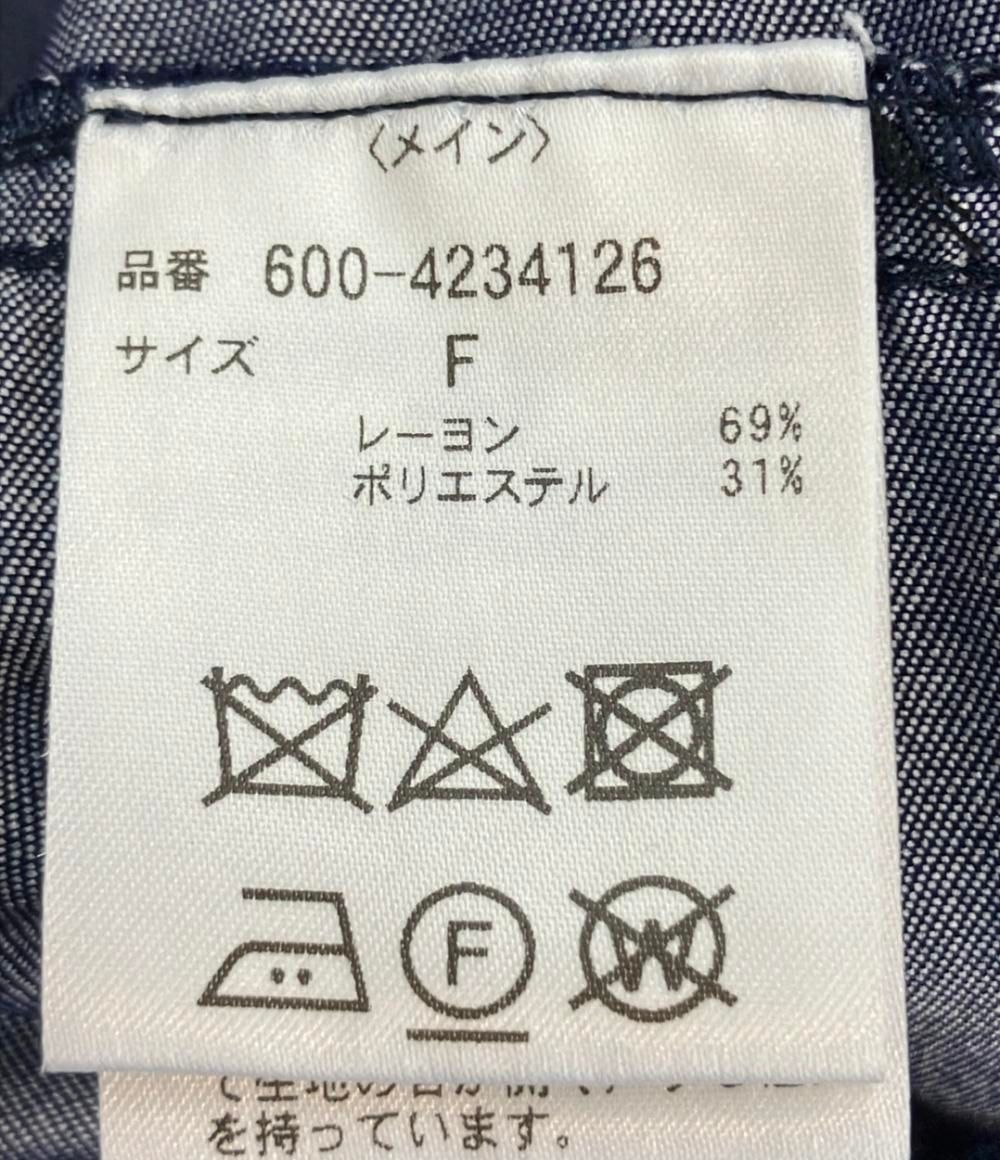 〈メイン〉
品番 600-4234126
サイズ F
レーヨン 69%
ポリエステル 31%
F
W
を持っています。